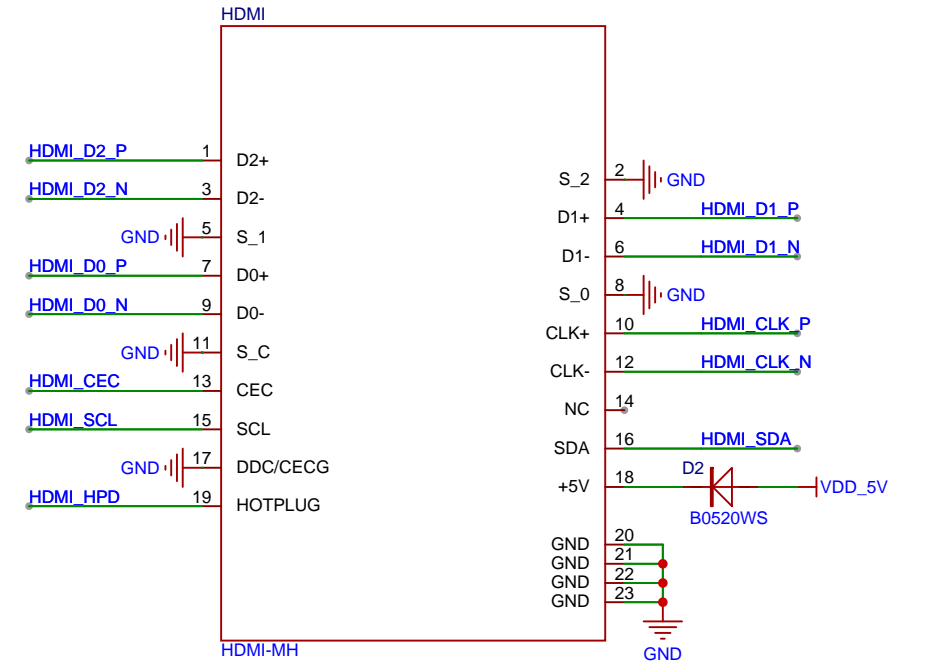 HDMI
HDMI_D2_P 1 D2+
S_2 2 GND
HDMI_D2_N 3 D2-
D1+ 4 HDMI_D1_P
GND 5 S_1
D1- 6 HDMI_D1_N
HDMI_D0_P 7 D0+
S_0 8 GND
HDMI_D0_N 9 D0-
CLK+ 10 HDMI_CLK_P
GND 11 S_C
CLK- 12 HDMI_CLK_N
HDMI_CEC 13 CEC
NC 14
HDMI_SCL 15 SCL
SDA 16 HDMI_SDA
GND 17 DDC/CECG
+5V 18 D2 VDD_5V
B0520WS
HDMI_HPD 19 HOTPLUG
GND 20
GND 21
GND 22
GND 23
GND
HDMI-MH